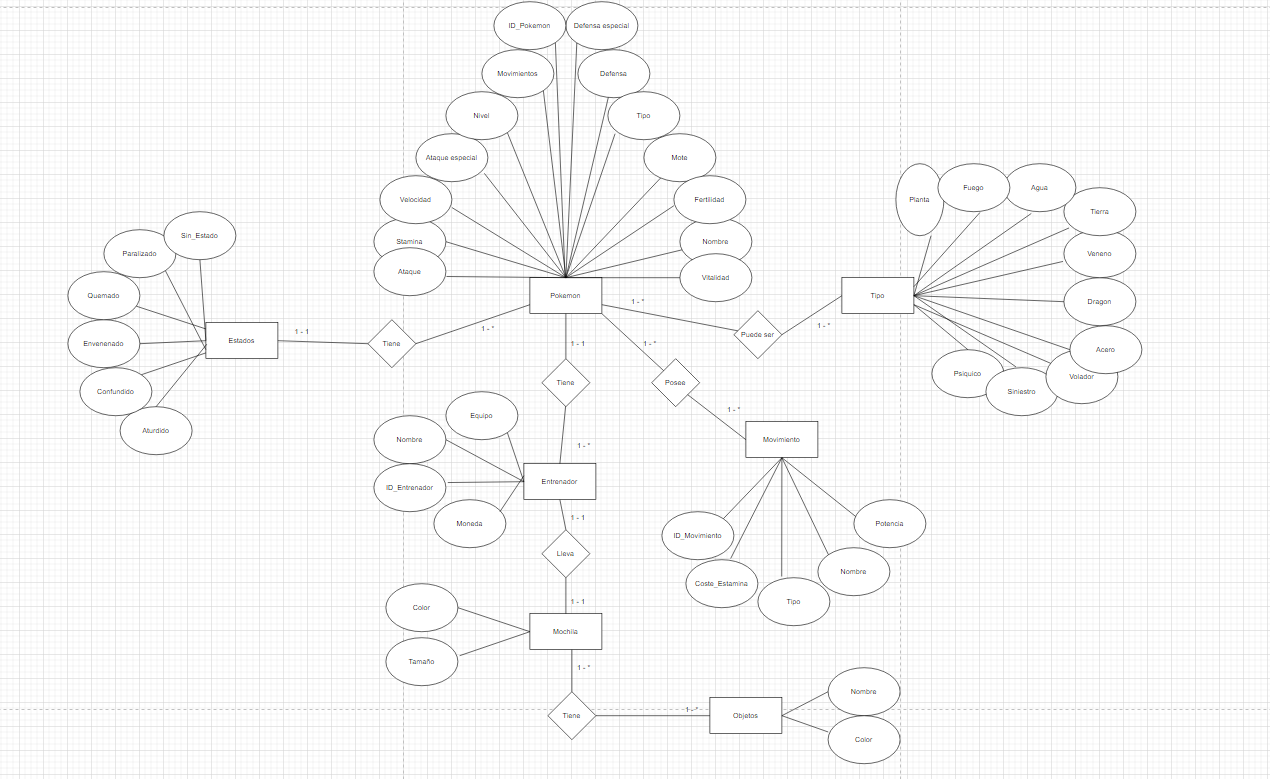 ID_Pokemon
Defensa especial
Movimientos
Defensa
Nivel
Tipo
Ataque especial
Mote
Velocidad
Fertilidad
Stamina
Nombre
Ataque
Vitalidad
Pokemon
Planta
Fuego
Agua
Tierra
Veneno
Dragon
Acero
Volador
Siniestro
Psiquico
Tipo
Sin_Estado
Paralizado
Quemado
Envenenado
Confundido
Aturdido
Estados
1 - 1
Tiene
1 - *
1 - *
Puede ser
1 - *
1 - 1
Tiene
1 - *
1 - *
Posee
1 - *
Movimiento
ID_Movimiento
Coste_Estamina
Tipo
Nombre
Potencia
Equipo
Nombre
ID_Entrenador
Moneda
Entrenador
1 - 1
Lleva
1 - 1
Color
Tamaño
Mochila
1 - *
Tiene
1 - *
Objetos
Nombre
Color